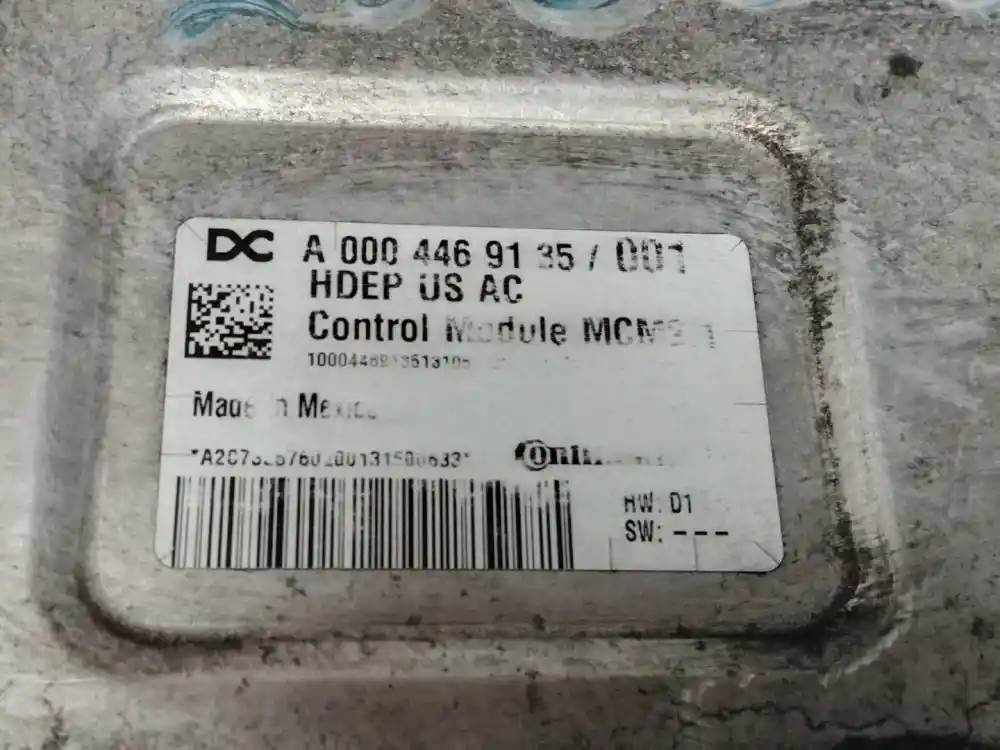 DC A 000 446 91 35 / 001
HDEP US AC
Control Module
Made in Mexico
HW: D1
SW: ---